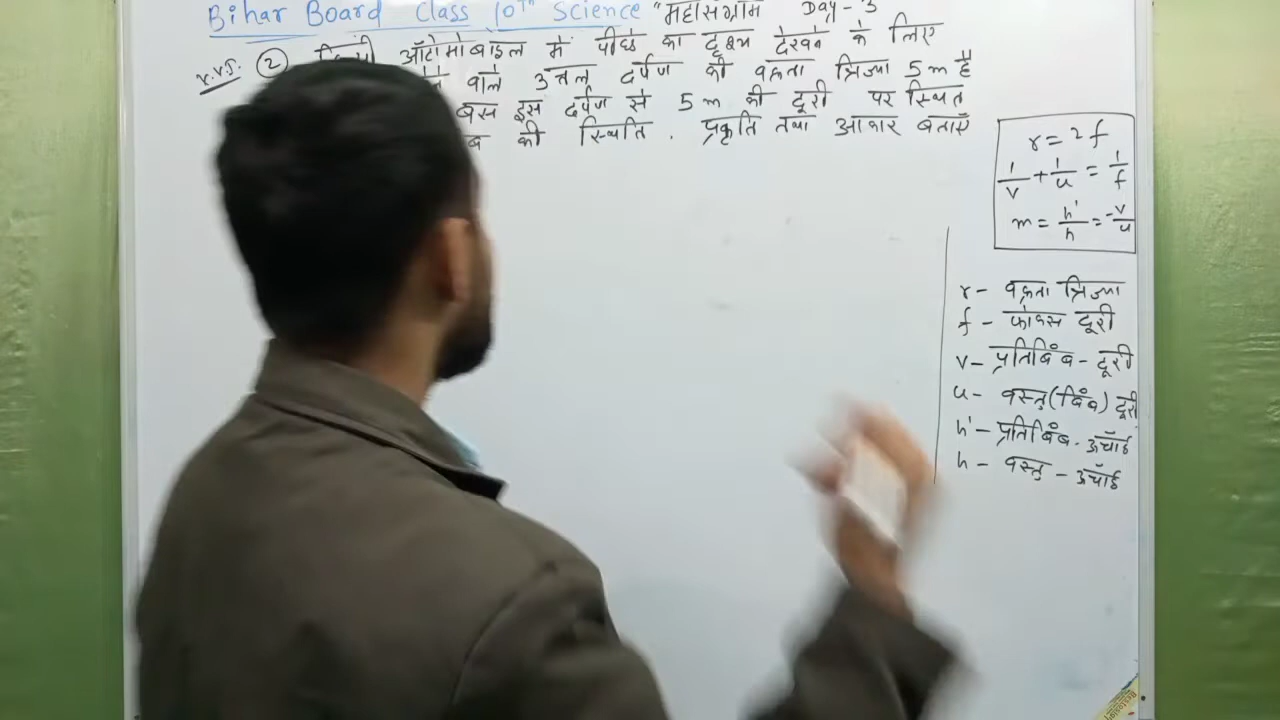 Bihar Board Class 10th Science "महासंग्राम Day-3
V.V.I. (2) ऑटोमोबाइल में पीछे का दृश्य देखने के लिए
वाले उत्तल दर्पण की वक्रता त्रिज्या 5 m है
बस इस दर्पण से 5 m की दूरी पर स्थित
की स्थिति . प्रकृति तथा आकार बताएँ
r = 2 f
1/v + 1/u = 1/f
m = h'/h = -v/u
r - वक्रता त्रिज्या
f - फोकस दूरी
v - प्रतिबिंब - दूरी
u - वस्तु (बिंब) दूरी
h' - प्रतिबिंब - ऊँचाई
h - वस्तु - ऊँचाई